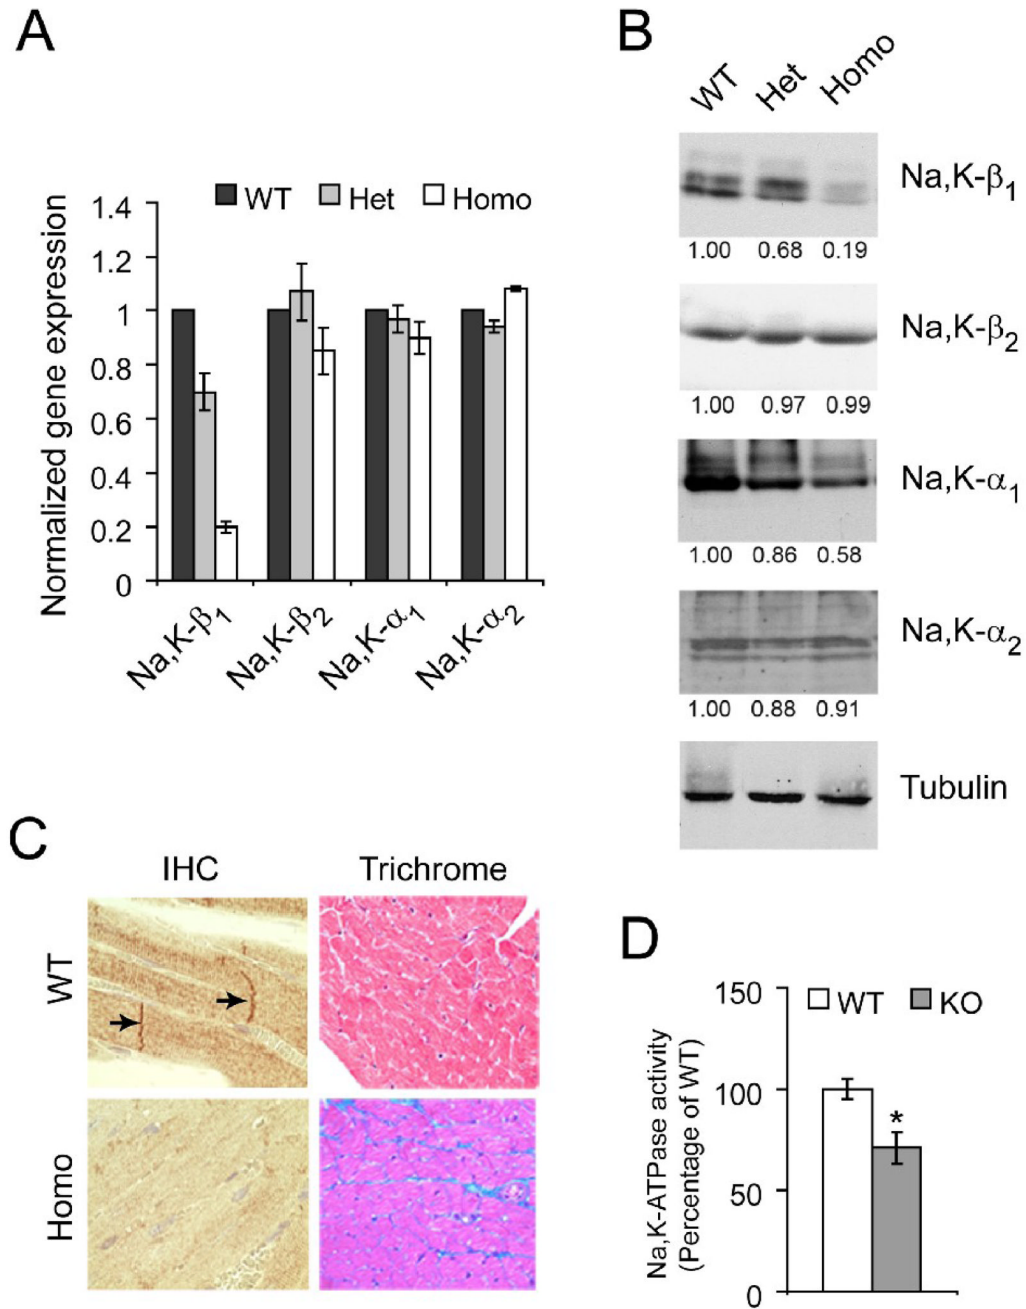 A
WT Het Homo
Normalized gene expression
1.4
1.2
1
0.8
0.6
0.4
0.2
0
Na,K-β1 Na,K-β2 Na,K-α1 Na,K-α2
B
WT Het Homo
Na,K-β1
1.00 0.68 0.19
Na,K-β2
1.00 0.97 0.99
Na,K-α1
1.00 0.86 0.58
Na,K-α2
1.00 0.88 0.91
Tubulin
C
IHC Trichrome
WT
Homo
D
WT KO
Na,K-ATPase activity
(Percentage of WT)
150
100
50
0
*